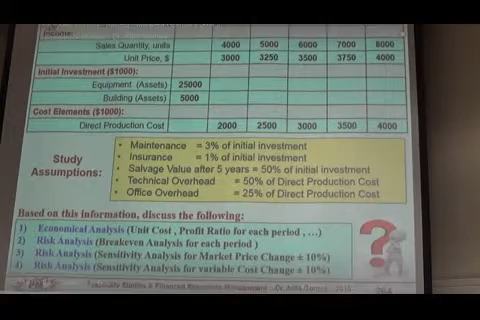 Income:
Sales Quantity, units 4000 5000 6000 7000 8000
Unit Price, $ 3000 3250 3500 3750 4000
Initial Investment ($1000):
Equipment (Assets) 25000
Building (Assets) 5000
Cost Elements ($1000):
Direct Production Cost 2000 2500 3000 3500 4000
Study Assumptions:
• Maintenance = 3% of initial investment
• Insurance = 1% of initial investment
• Salvage Value after 5 years = 50% of initial investment
• Technical Overhead = 50% of Direct Production Cost
• Office Overhead = 25% of Direct Production Cost
Based on this information, discuss the following:
1) Economical Analysis (Unit Cost , Profit Ratio for each period , ...)
2) Risk Analysis (Breakeven Analysis for each period )
3) Risk Analysis (Sensitivity Analysis for Market Price Change ± 10%)
4) Risk Analysis (Sensitivity Analysis for variable Cost Change ± 10%)
Feasibility Studies & Financial Economics Management